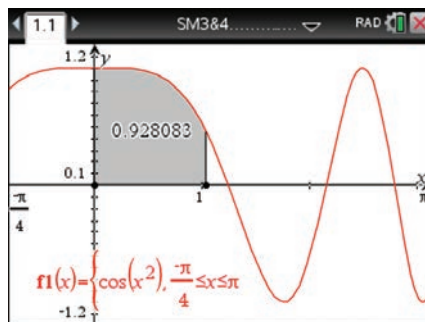 1.1 SM3&4............ RAD
1.2 y
0.928083
0.1 x
-π/4 1 π
f1(x)={cos(x²), -π/4≤x≤π
-1.2